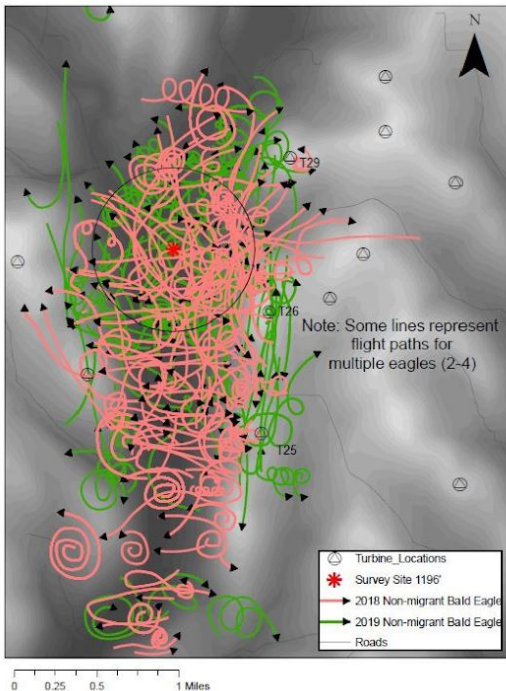 N
T29
T26
Note: Some lines represent
flight paths for
multiple eagles (2-4)
T25
Turbine_Locations
Survey Site 1196'
2018 Non-migrant Bald Eagle
2019 Non-migrant Bald Eagle
Roads
0 0.25 0.5 1 Miles